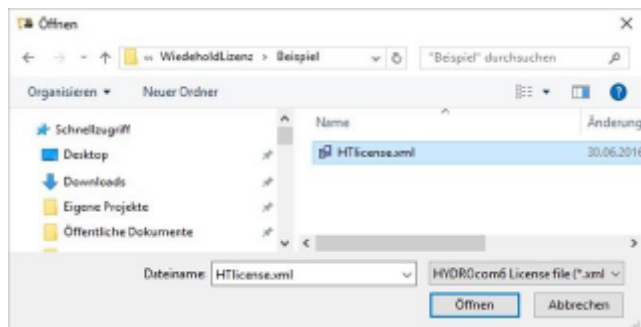 Öffnen
« WiedeholdLizenz > Beispiel
"Beispiel" durchsuchen
Organisieren
Neuer Ordner
Schnellzugriff
Desktop
Downloads
Eigene Projekte
Öffentliche Dokumente
Name
Änderung
HTlicense.xml
30.06.2016
Dateiname:
HTlicense.xml
HYDROcom6 License file (*.xml
Öffnen
Abbrechen